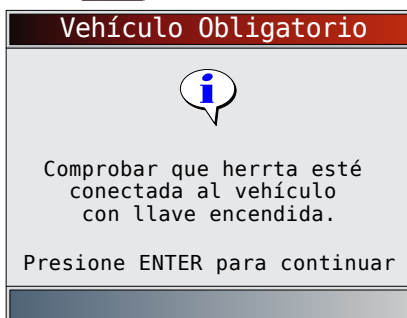 Vehículo Obligatorio
i
Comprobar que herrta esté
conectada al vehículo
con llave encendida.
Presione ENTER para continuar